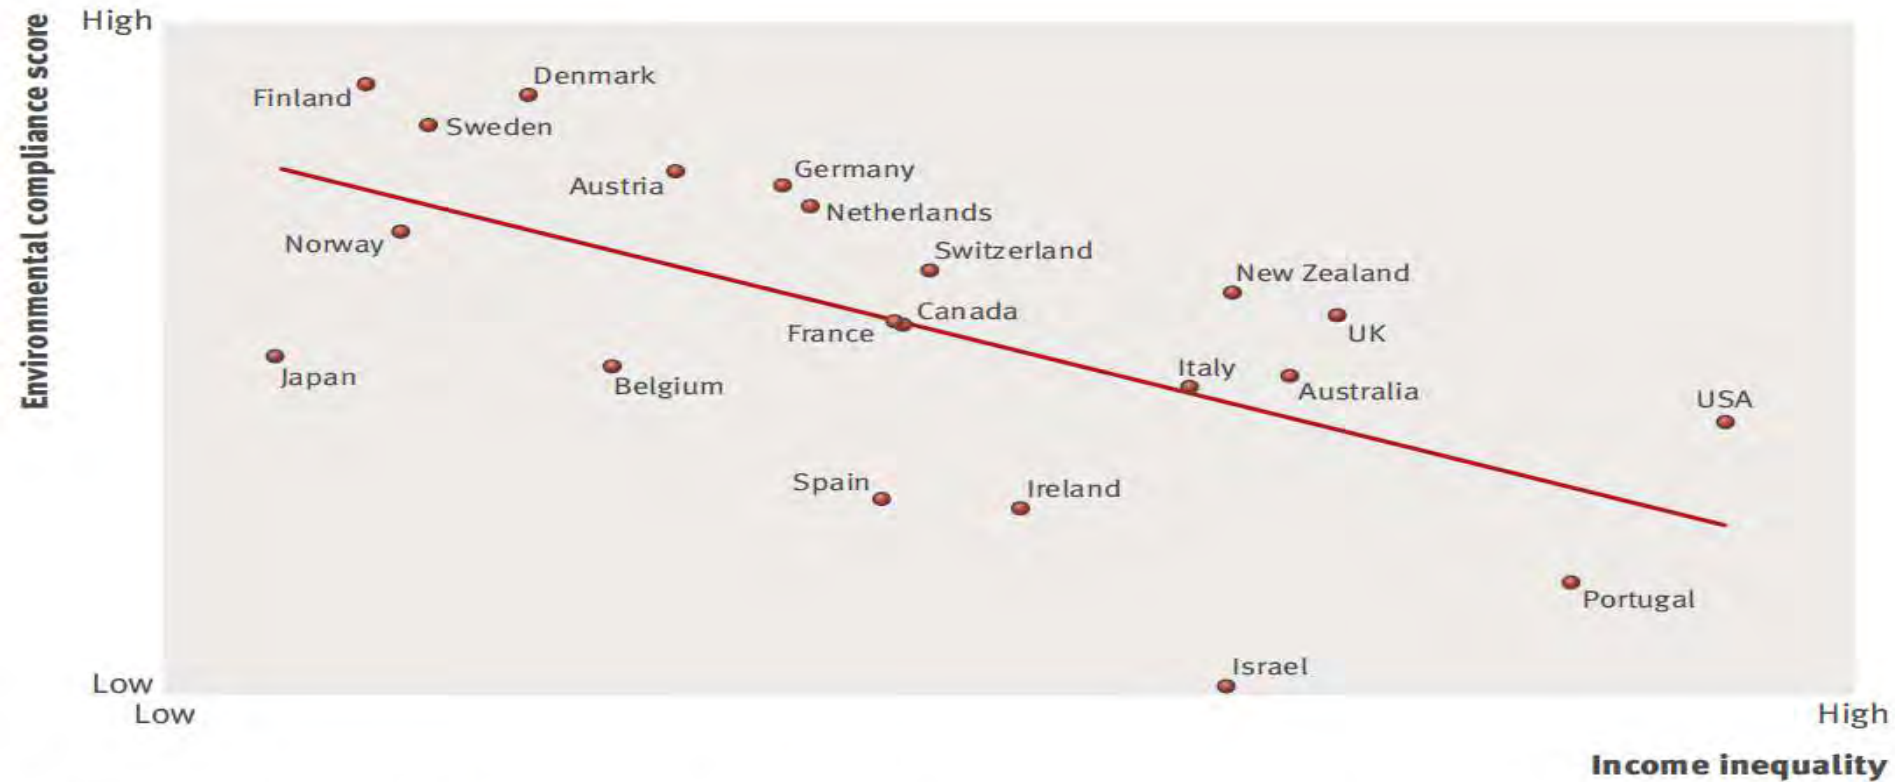 High
Environmental compliance score
Finland
Denmark
Sweden
Austria
Germany
Netherlands
Norway
Switzerland
New Zealand
Canada
France
UK
Japan
Belgium
Italy
Australia
USA
Spain
Ireland
Portugal
Israel
Low
Low
High
Income inequality